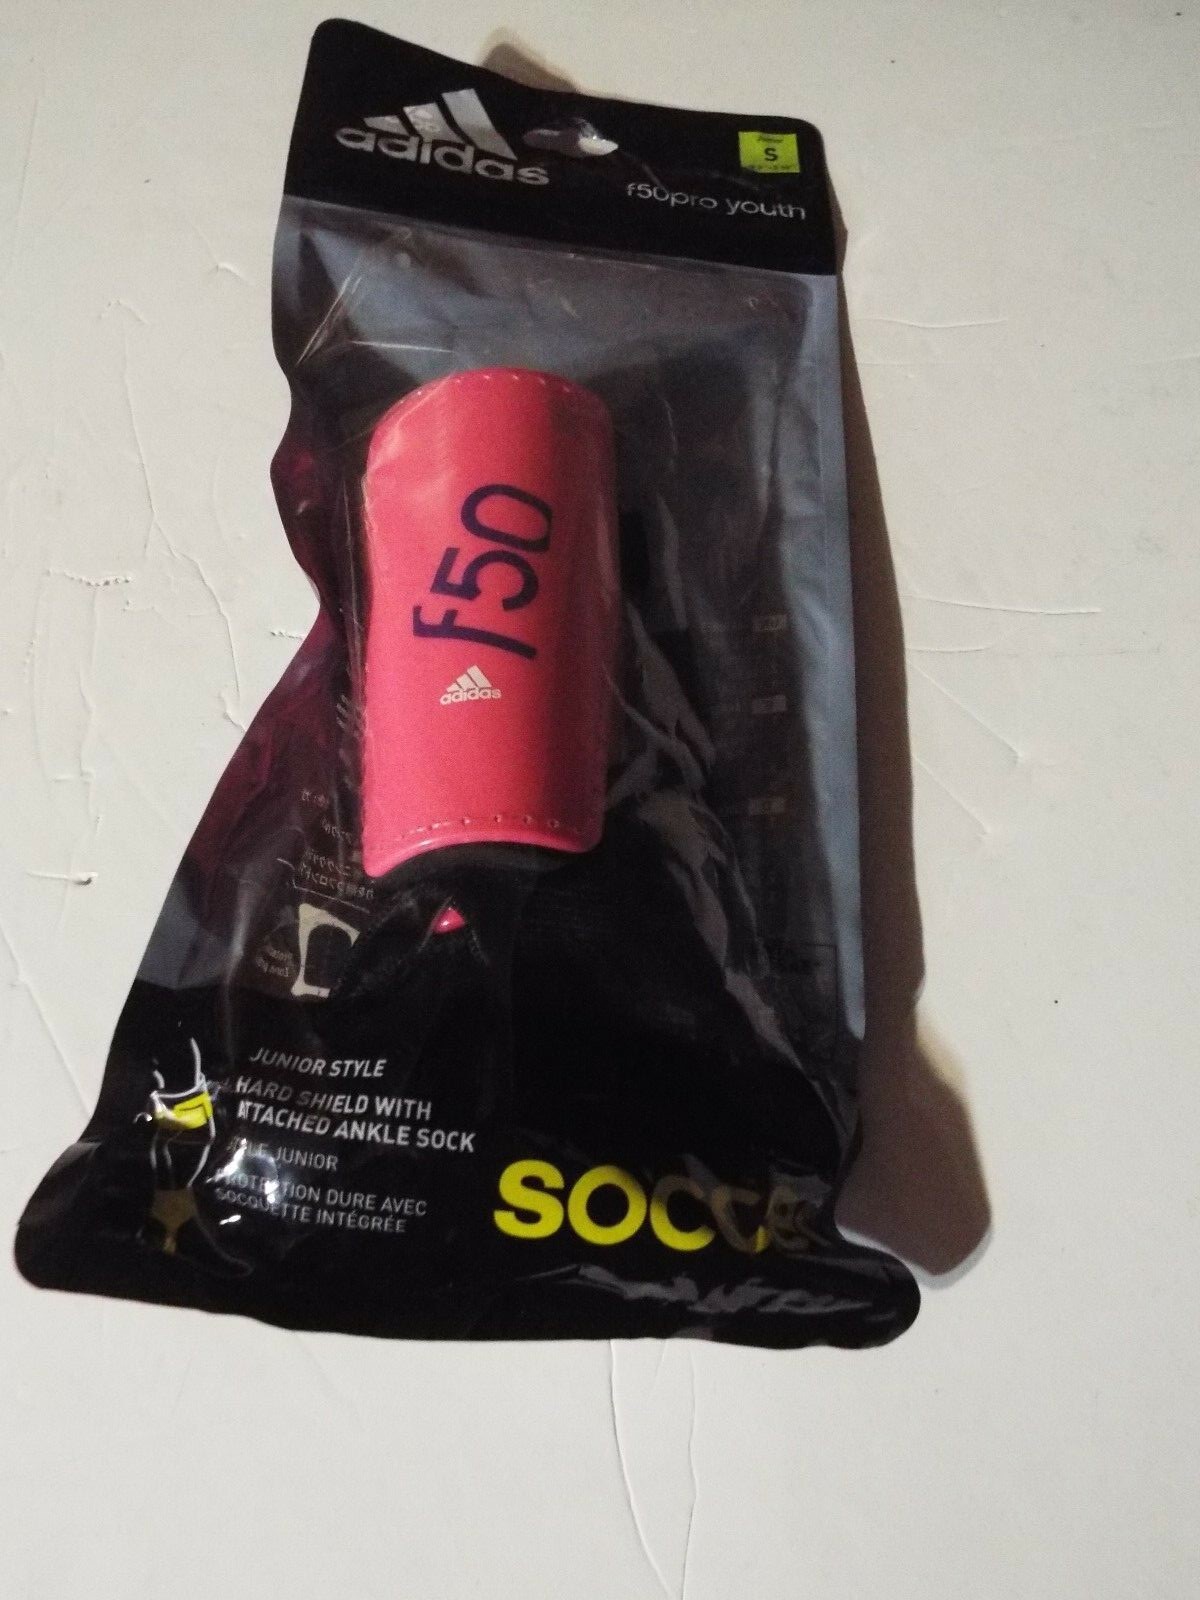 adidas
S
f50pro youth
f50
adidas
JUNIOR STYLE
HARD SHIELD WITH
ATTACHED ANKLE SOCK
JUNIOR
PROTECTION DURE AVEC
SOCQUETTE INTÉGRÉE
SOCCER